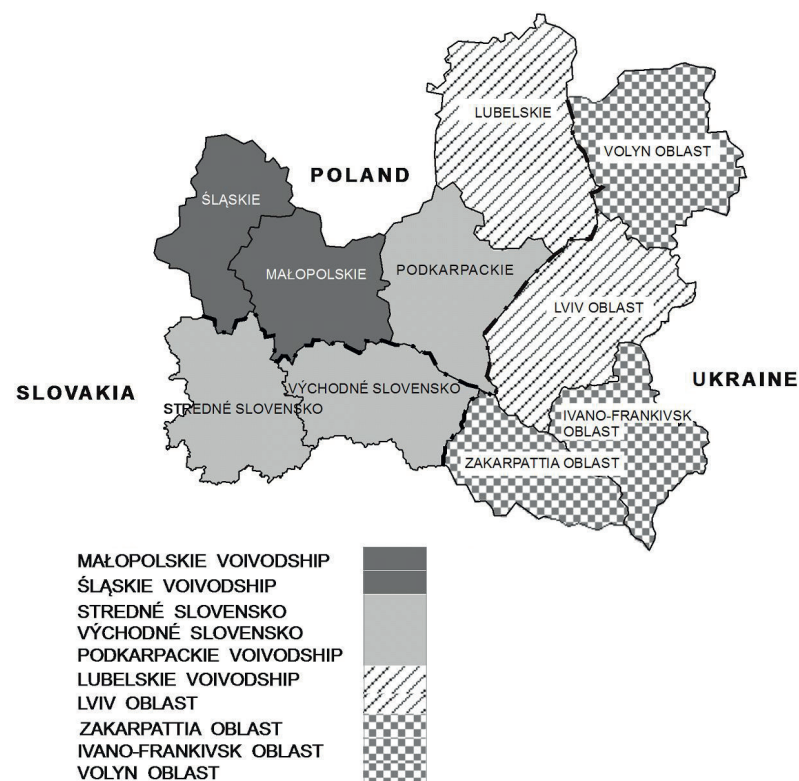 LUBELSKIE
VOLYN OBLAST
POLAND
ŚLĄSKIE
MAŁOPOLSKIE
PODKARPACKIE
LVIV OBLAST
SLOVAKIA
VÝCHODNÉ SLOVENSKO
UKRAINE
STREDNÉ SLOVENSKO
IVANO-FRANKIVSK
OBLAST
ZAKARPATTIA OBLAST
MAŁOPOLSKIE VOIVODSHIP
ŚLĄSKIE VOIVODSHIP
STREDNÉ SLOVENSKO
VÝCHODNÉ SLOVENSKO
PODKARPACKIE VOIVODSHIP
LUBELSKIE VOIVODSHIP
LVIV OBLAST
ZAKARPATTIA OBLAST
IVANO-FRANKIVSK OBLAST
VOLYN OBLAST